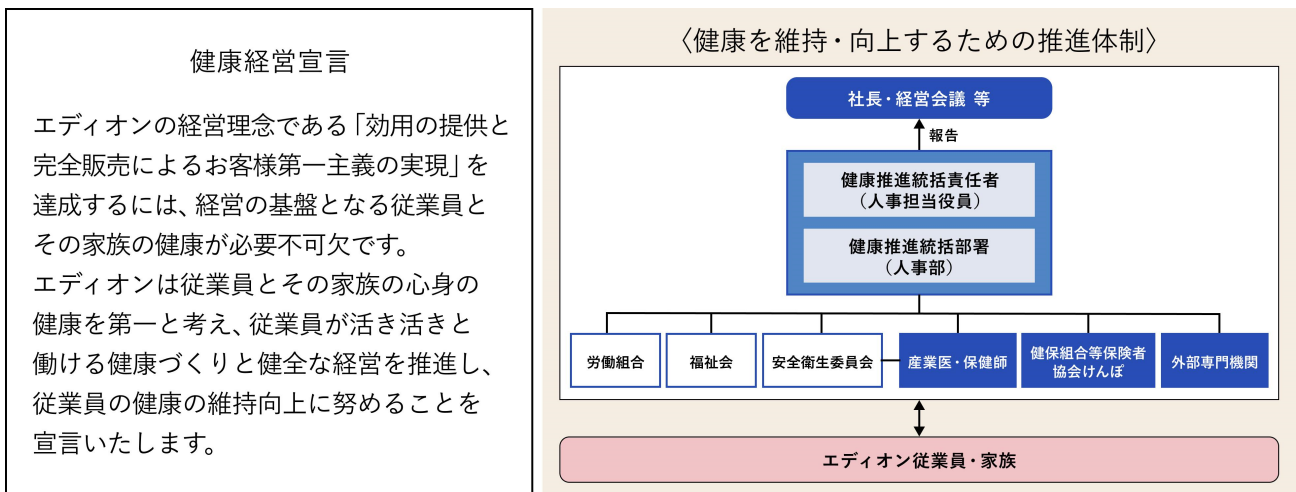 健康経営宣言
エディオンの経営理念である「効用の提供と
完全販売によるお客様第一主義の実現」を
達成するには、経営の基盤となる従業員と
その家族の健康が必要不可欠です。
エディオンは従業員とその家族の心身の
健康を第一と考え、従業員が活き活きと
働ける健康づくりと健全な経営を推進し、
従業員の健康の維持向上に努めることを
宣言いたします。
〈健康を維持・向上するための推進体制〉
社長・経営会議 等
報告
健康推進統括責任者
（人事担当役員）
健康推進統括部署
（人事部）
労働組合
福祉会
安全衛生委員会
産業医・保健師
健保組合等保険者
協会けんぽ
外部専門機関
エディオン従業員・家族